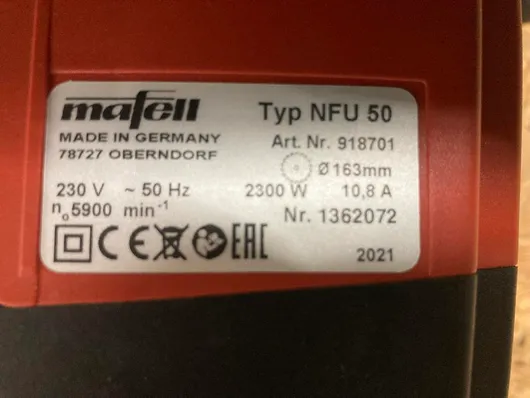 mafell
Typ NFU 50
MADE IN GERMANY
Art. Nr. 918701
78727 OBERNDORF
Ø 163mm
230 V ~ 50 Hz 2300 W 10,8 A
n₀ 5900 min⁻¹ Nr. 1362072
CE EAC
2021